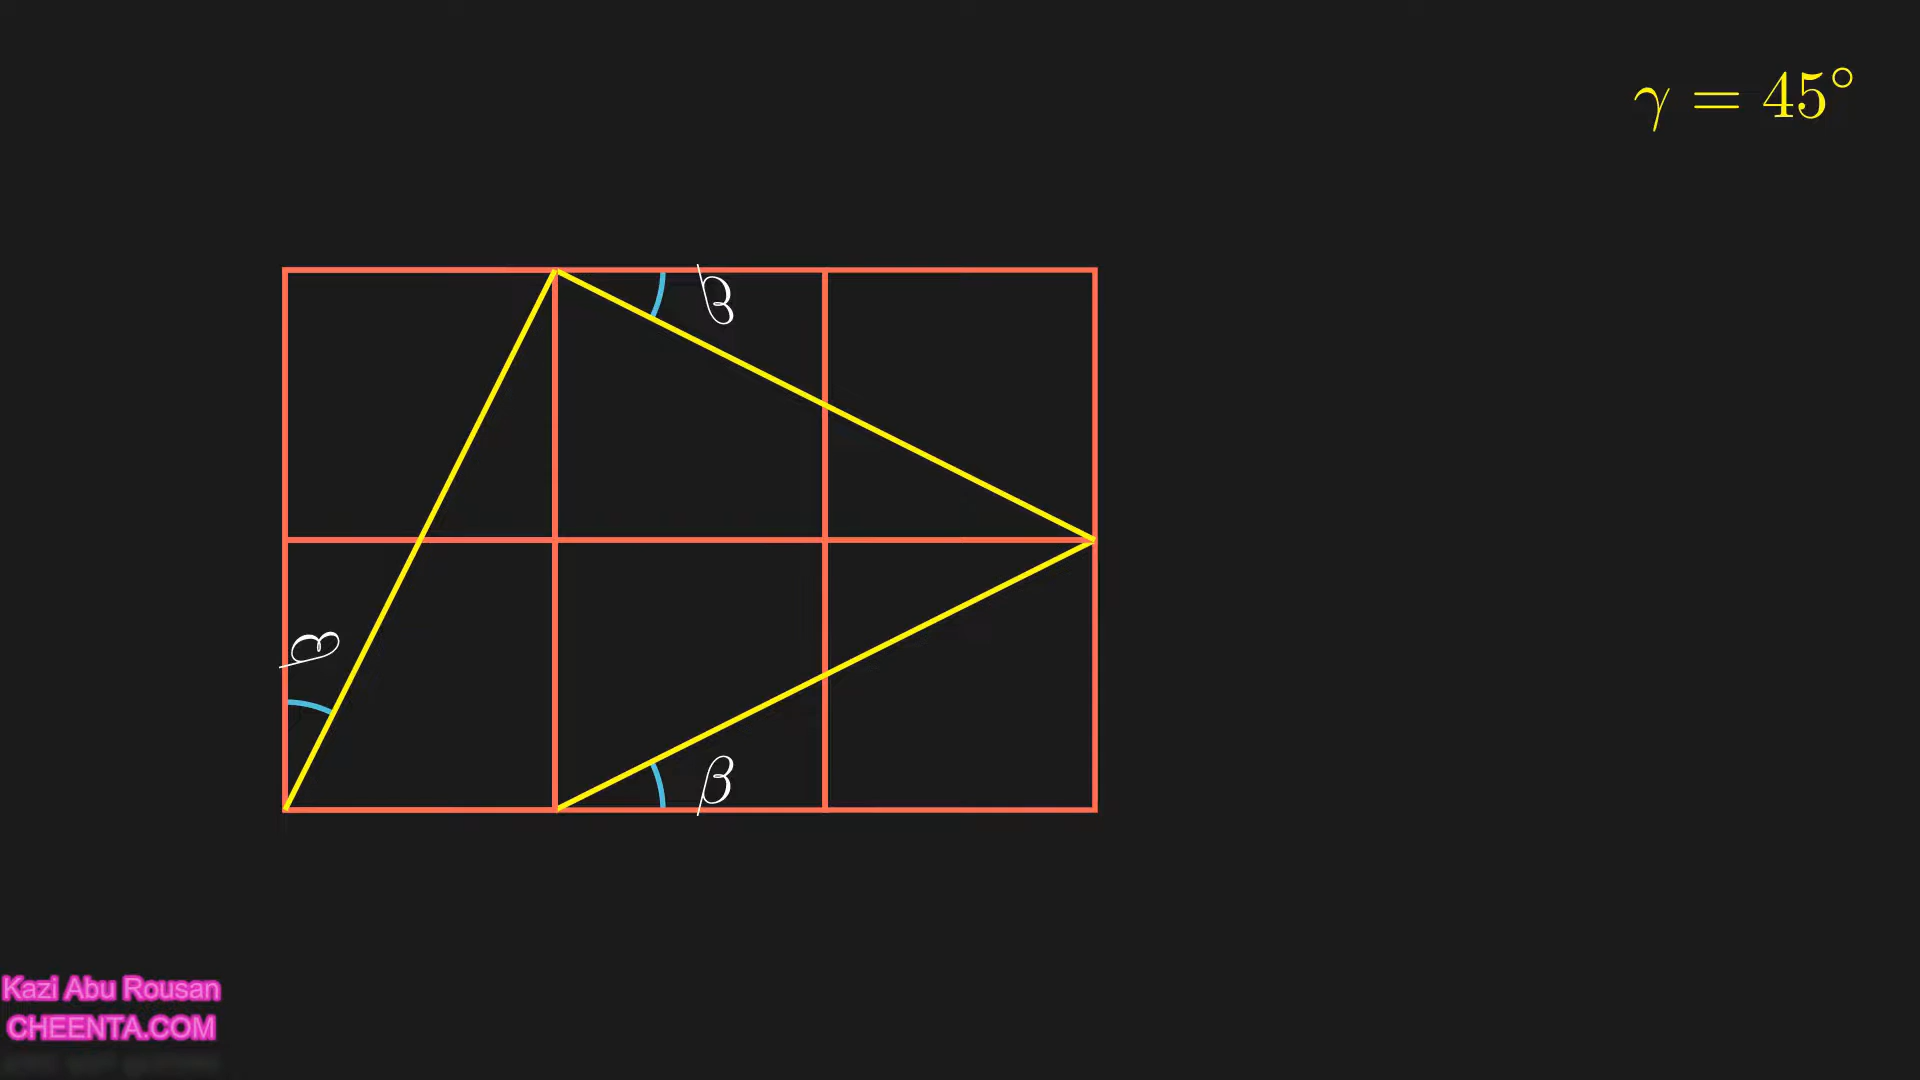 γ = 45°
β
β
β
Kazi Abu Rousan
CHEENTA.COM